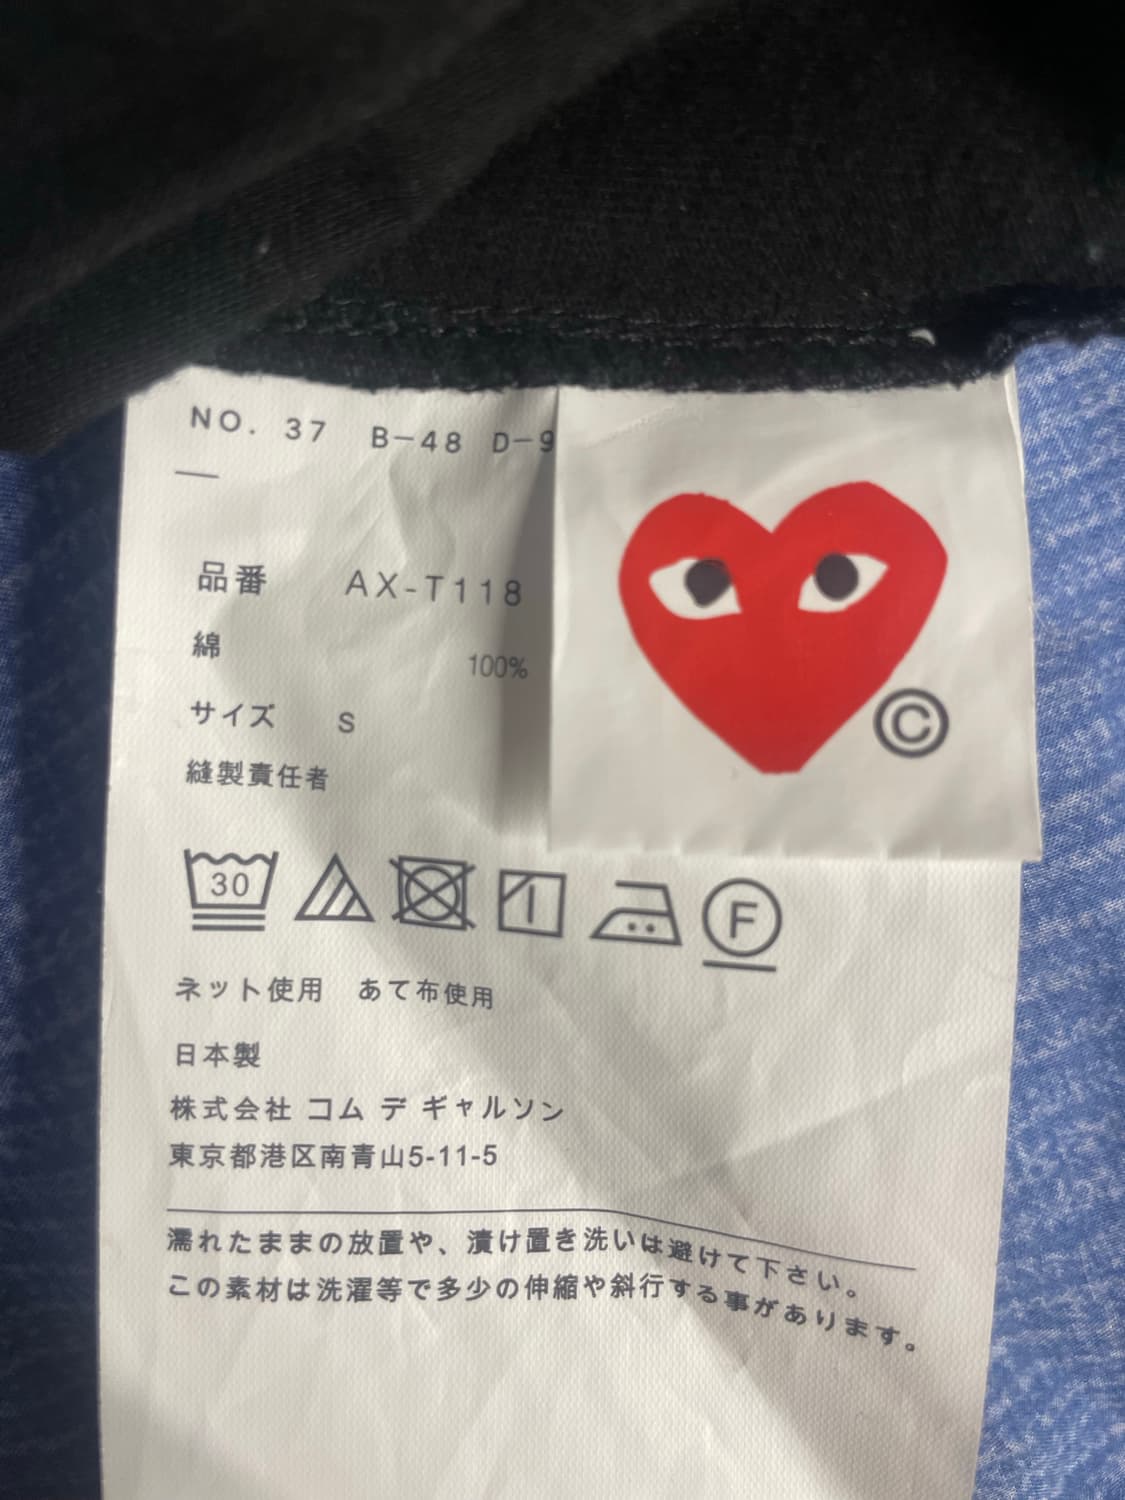 NO. 37 B-48 D-9
品番 AX-T118
綿 100%
サイズ S
縫製責任者
30
F
ネット使用 あて布使用
日本製
株式会社 コム デ ギャルソン
東京都港区南青山5-11-5
濡れたままの放置や、漬け置き洗いは避けて下さい。
この素材は洗濯等で多少の伸縮や斜行する事があります。
©